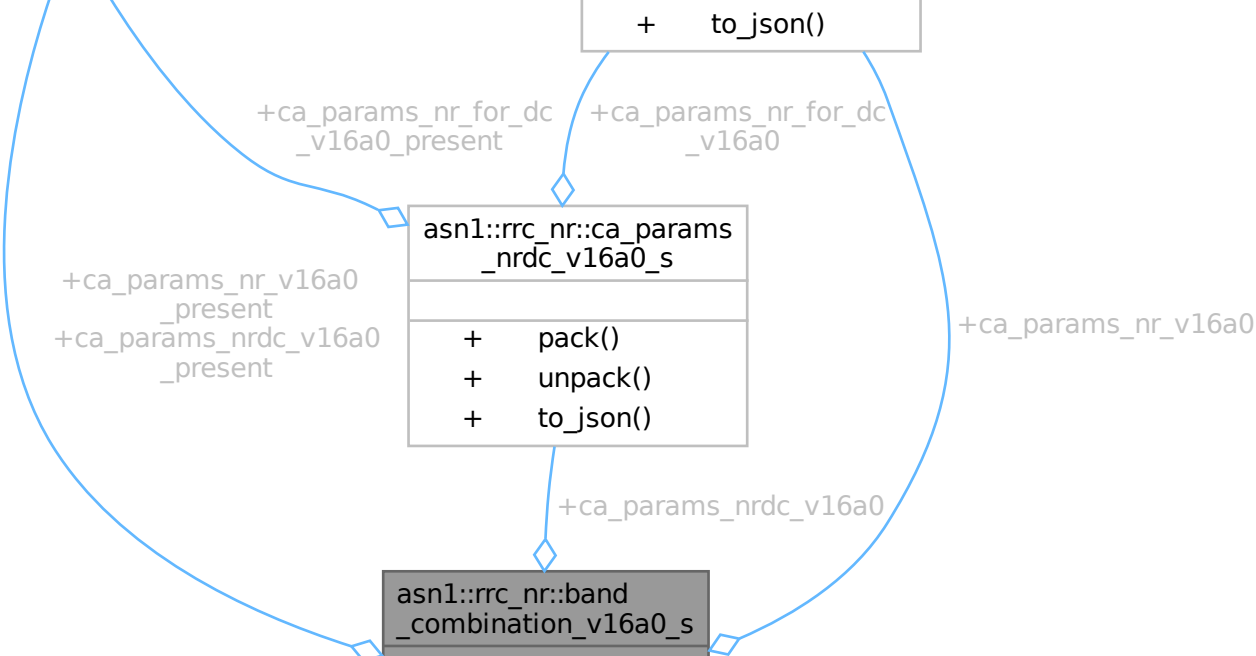 + to_json()
+ca_params_nr_for_dc
_v16a0_present
+ca_params_nr_for_dc
_v16a0
asn1::rrc_nr::ca_params
_nrdc_v16a0_s
+ca_params_nr_v16a0
_present
+ca_params_nrdc_v16a0
_present
+ca_params_nr_v16a0
+ pack()
+ unpack()
+ to_json()
+ca_params_nrdc_v16a0
asn1::rrc_nr::band
_combination_v16a0_s